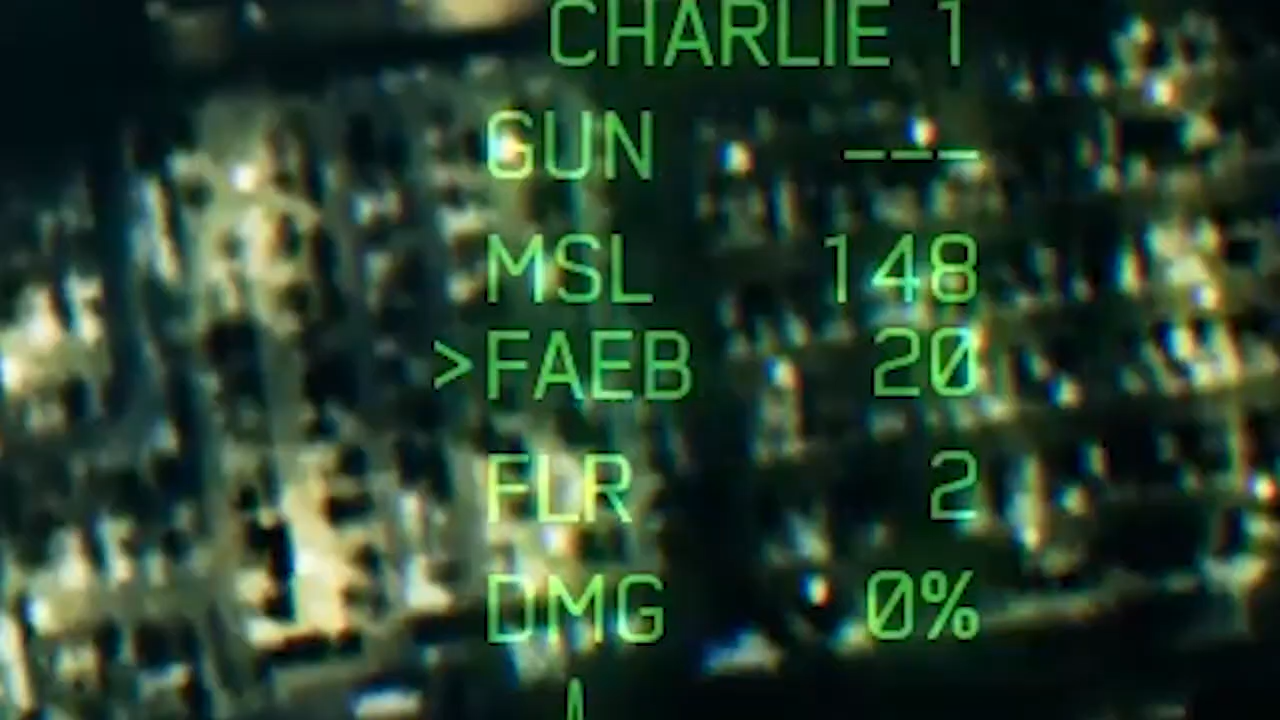 CHARLIE 1
GUN ---
MSL 148
>FAEB 20
FLR 2
DMG 0%